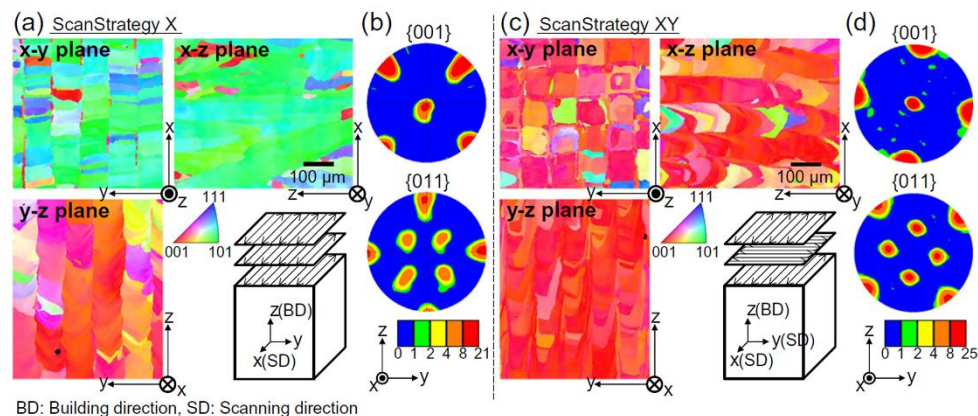 (a) ScanStrategy X
x-y plane
x-z plane
x
y
z
100 μm
x
z
y
y-z plane
111
001 101
z
y
x
z(BD)
y
x(SD)
(b)
{001}
{011}
0 1 2 4 8 21
z
x
y
(c) ScanStrategy XY
x-y plane
x-z plane
x
y
z
100 μm
x
z
y
y-z plane
111
001 101
z
y
x
z(BD)
y(SD)
x(SD)
(d)
{001}
{011}
0 1 2 4 8 25
z
x
y
BD: Building direction, SD: Scanning direction